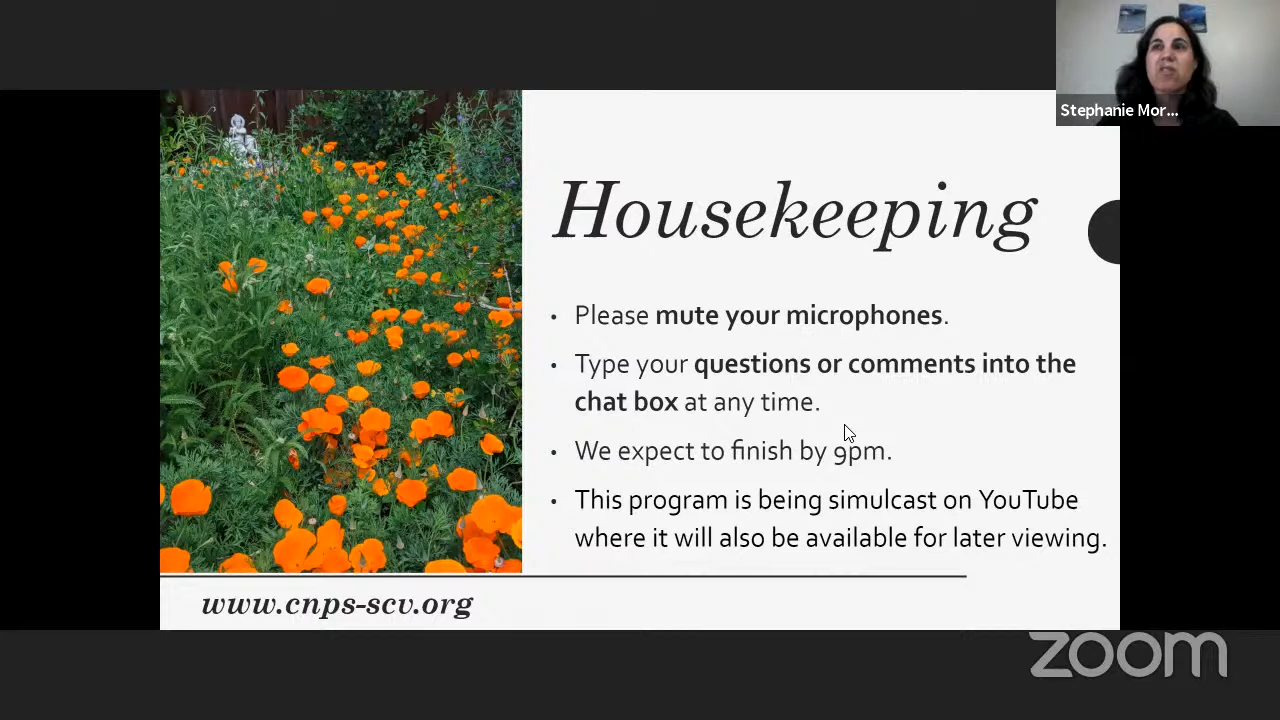 Stephanie Mor...
Housekeeping
• Please mute your microphones.
• Type your questions or comments into the
chat box at any time.
• We expect to finish by 9pm.
• This program is being simulcast on YouTube
where it will also be available for later viewing.
www.cnps-scv.org
zoom